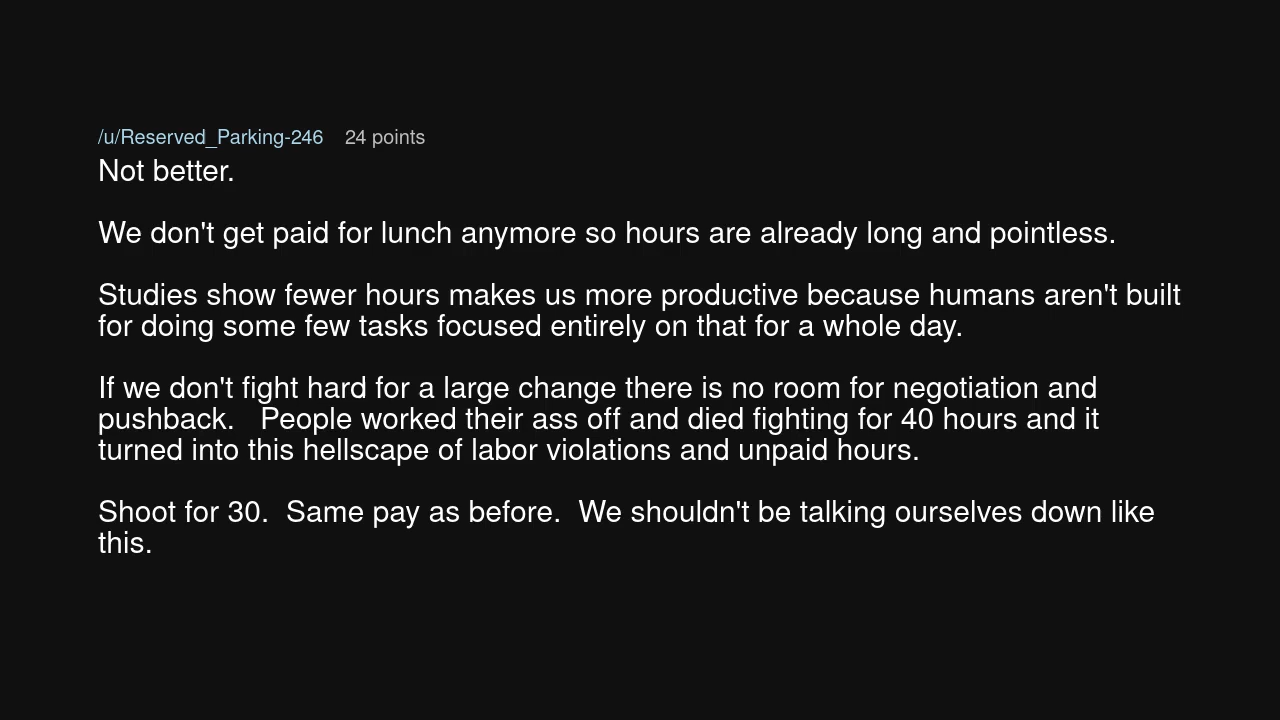 /u/Reserved_Parking-246 24 points
Not better.
We don't get paid for lunch anymore so hours are already long and pointless.
Studies show fewer hours makes us more productive because humans aren't built
for doing some few tasks focused entirely on that for a whole day.
If we don't fight hard for a large change there is no room for negotiation and
pushback.   People worked their ass off and died fighting for 40 hours and it
turned into this hellscape of labor violations and unpaid hours.
Shoot for 30.  Same pay as before.  We shouldn't be talking ourselves down like
this.